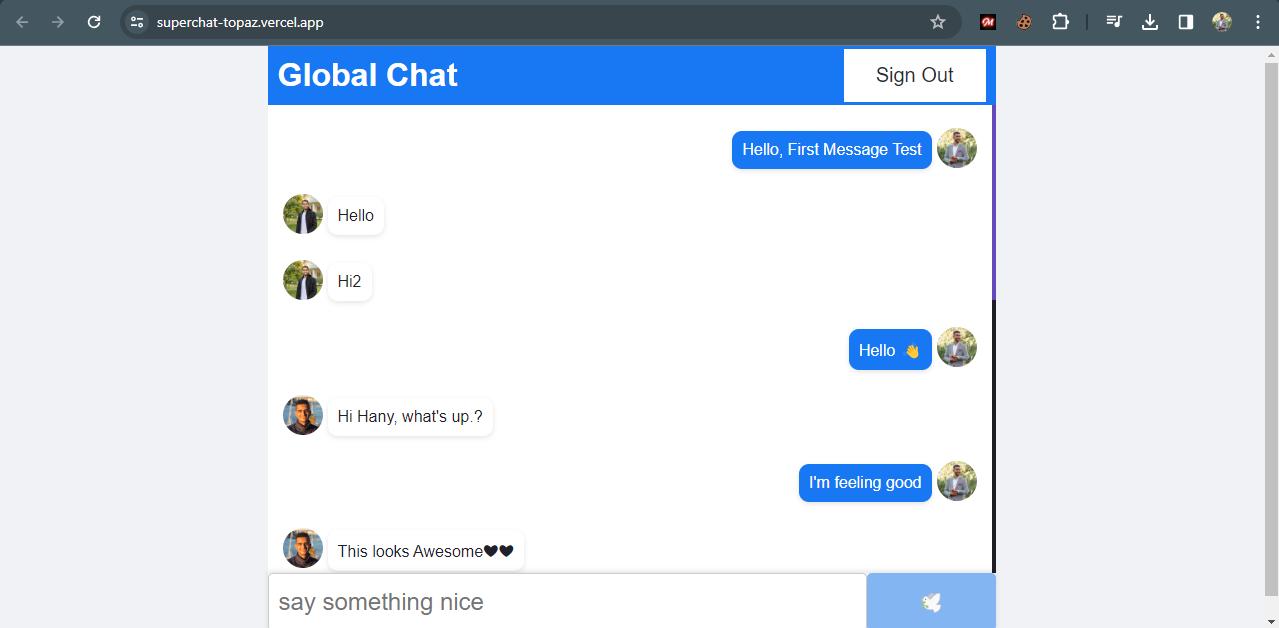 superchat-topaz.vercel.app
Global Chat
Sign Out
Hello, First Message Test
Hello
Hi2
Hello 👋
Hi Hany, what's up.?
I'm feeling good
This looks Awesome🖤🖤
say something nice
🕊️